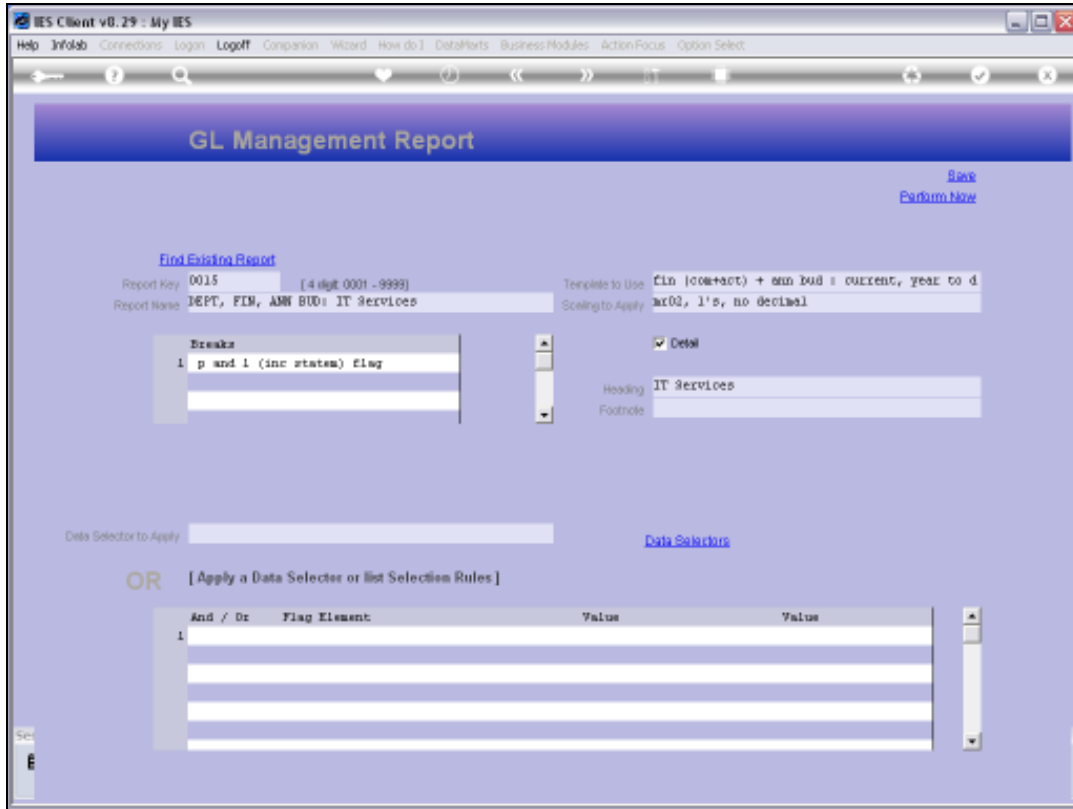 IES Client v8.29 : My IES
Help Infolab Connections Logon Logoff Companion Wizard How do I DataMarts Business Modules Action Focus Option Select
GL Management Report
Save
Perform Now
Find Existing Report
Report Key 0015 [ 4 digit: 0001 - 9999]
Template to Use fin (com+act) + ann bud : current, year to d
Report Name DEPT, FIN, ANN BUD: IT Services
Scaling to Apply mr02, 1's, no decimal
Breaks
1 p and l (inc statem) flag
Detail
Heading IT Services
Footnote
Data Selector to Apply
Data Selectors
OR [ Apply a Data Selector or list Selection Rules ]
And / Or Flag Element Value Value
1